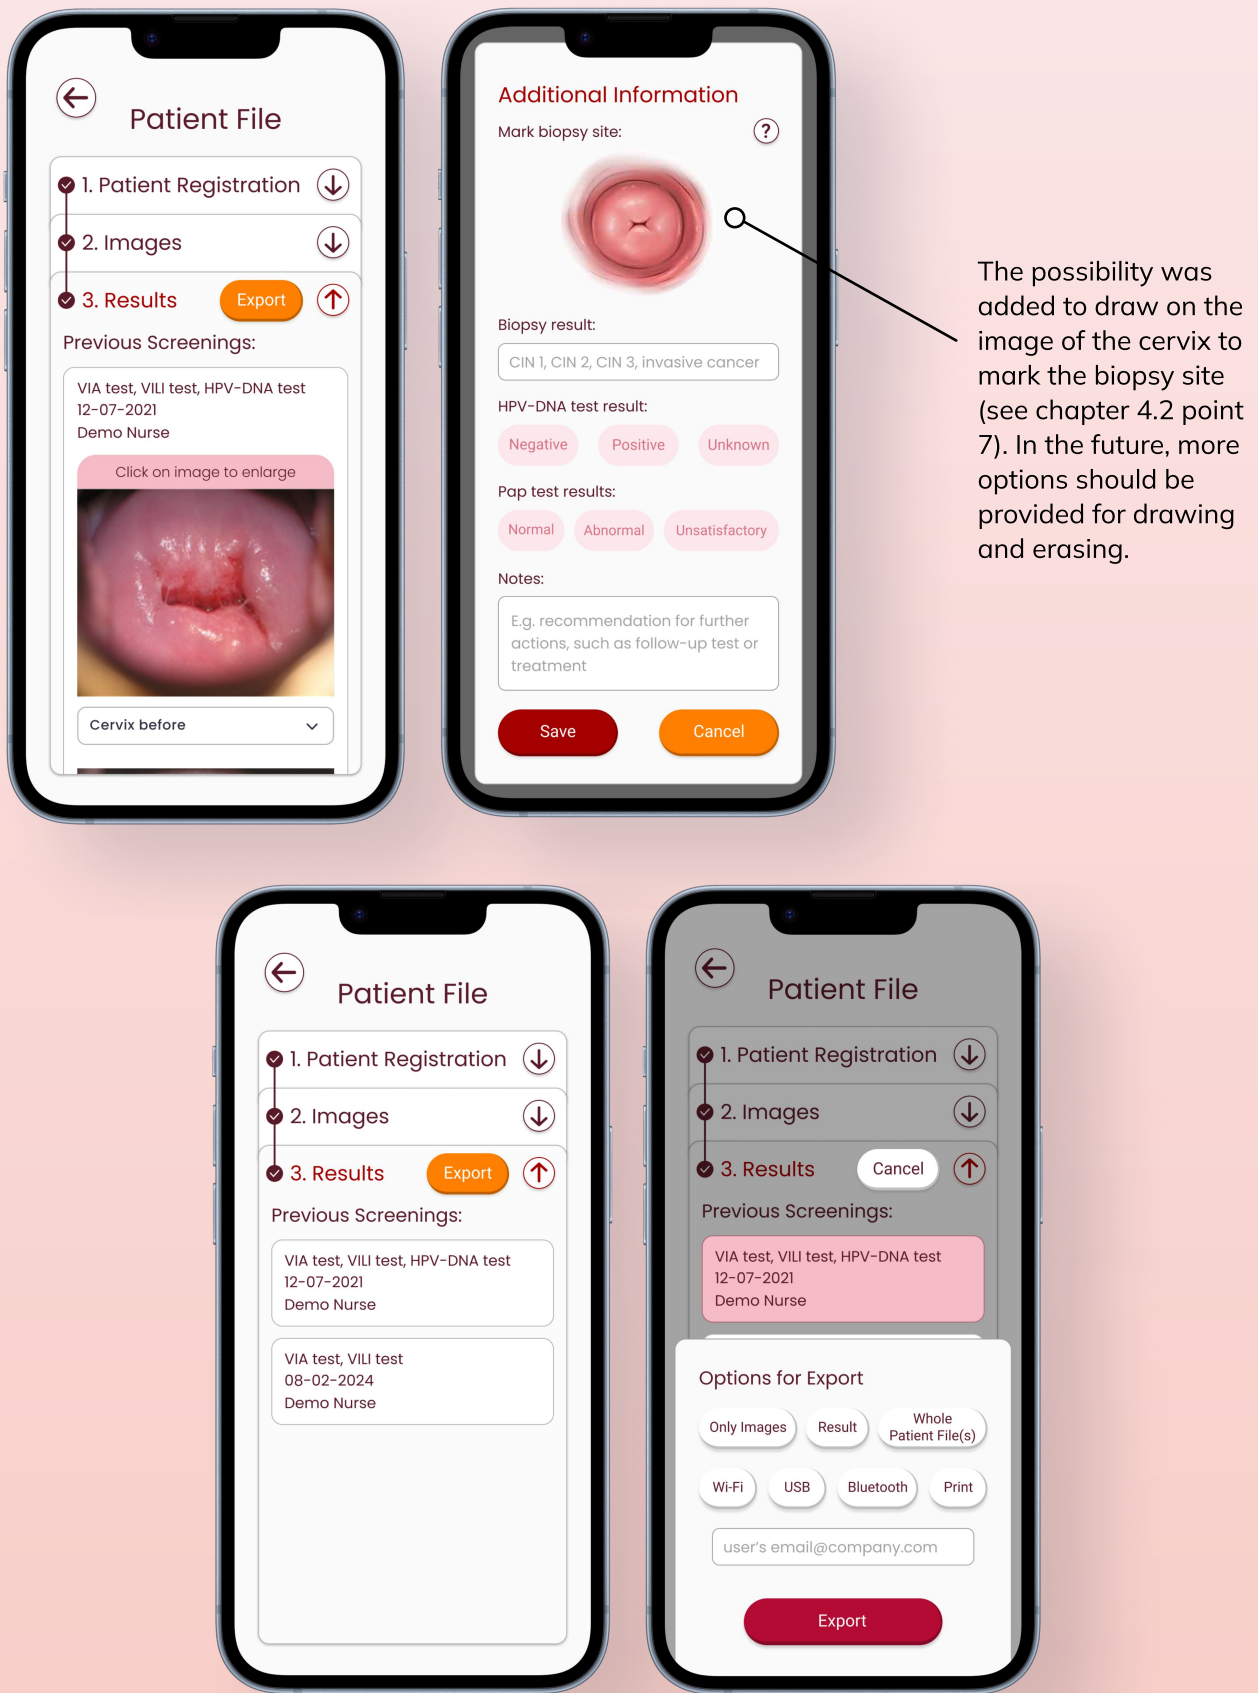 Patient File
1. Patient Registration
2. Images
3. Results
Export
Previous Screenings:
VIA test, VILI test, HPV-DNA test
12-07-2021
Demo Nurse
Click on image to enlarge
Cervix before
Additional Information
Mark biopsy site:
?
Biopsy result:
CIN 1, CIN 2, CIN 3, invasive cancer
HPV-DNA test result:
Negative
Positive
Unknown
Pap test results:
Normal
Abnormal
Unsatisfactory
Notes:
E.g. recommendation for further
actions, such as follow-up test or
treatment
Save
Cancel
The possibility was
added to draw on the
image of the cervix to
mark the biopsy site
(see chapter 4.2 point
7). In the future, more
options should be
provided for drawing
and erasing.
Patient File
1. Patient Registration
2. Images
3. Results
Export
Previous Screenings:
VIA test, VILI test, HPV-DNA test
12-07-2021
Demo Nurse
VIA test, VILI test
08-02-2024
Demo Nurse
Patient File
1. Patient Registration
2. Images
3. Results
Cancel
Previous Screenings:
VIA test, VILI test, HPV-DNA test
12-07-2021
Demo Nurse
Options for Export
Only Images
Result
Whole
Patient File(s)
Wi-Fi
USB
Bluetooth
Print
user's email@company.com
Export